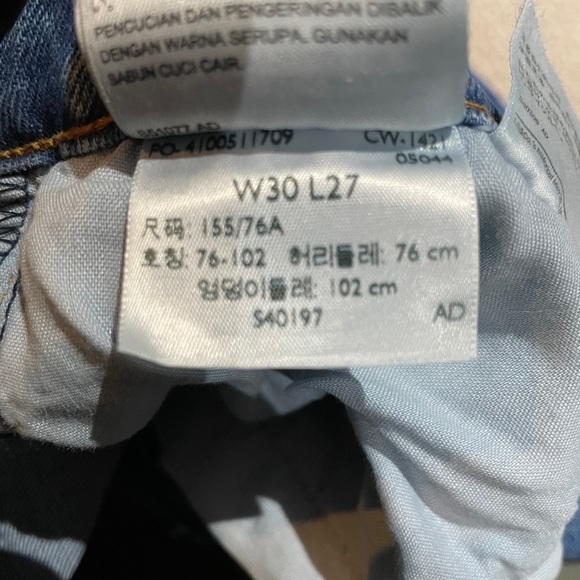 PENCUCIAN DAN PENGERINGAN DIBALIK
DENGAN WARNA SERUPA. GUNAKAN
SABUN CUCI CAIR.
PO-4100511709 CW-1421
05044
W30 L27
尺码: 155/76A
호칭: 76-102 허리둘레: 76 cm
엉덩이둘레: 102 cm
S40197 AD